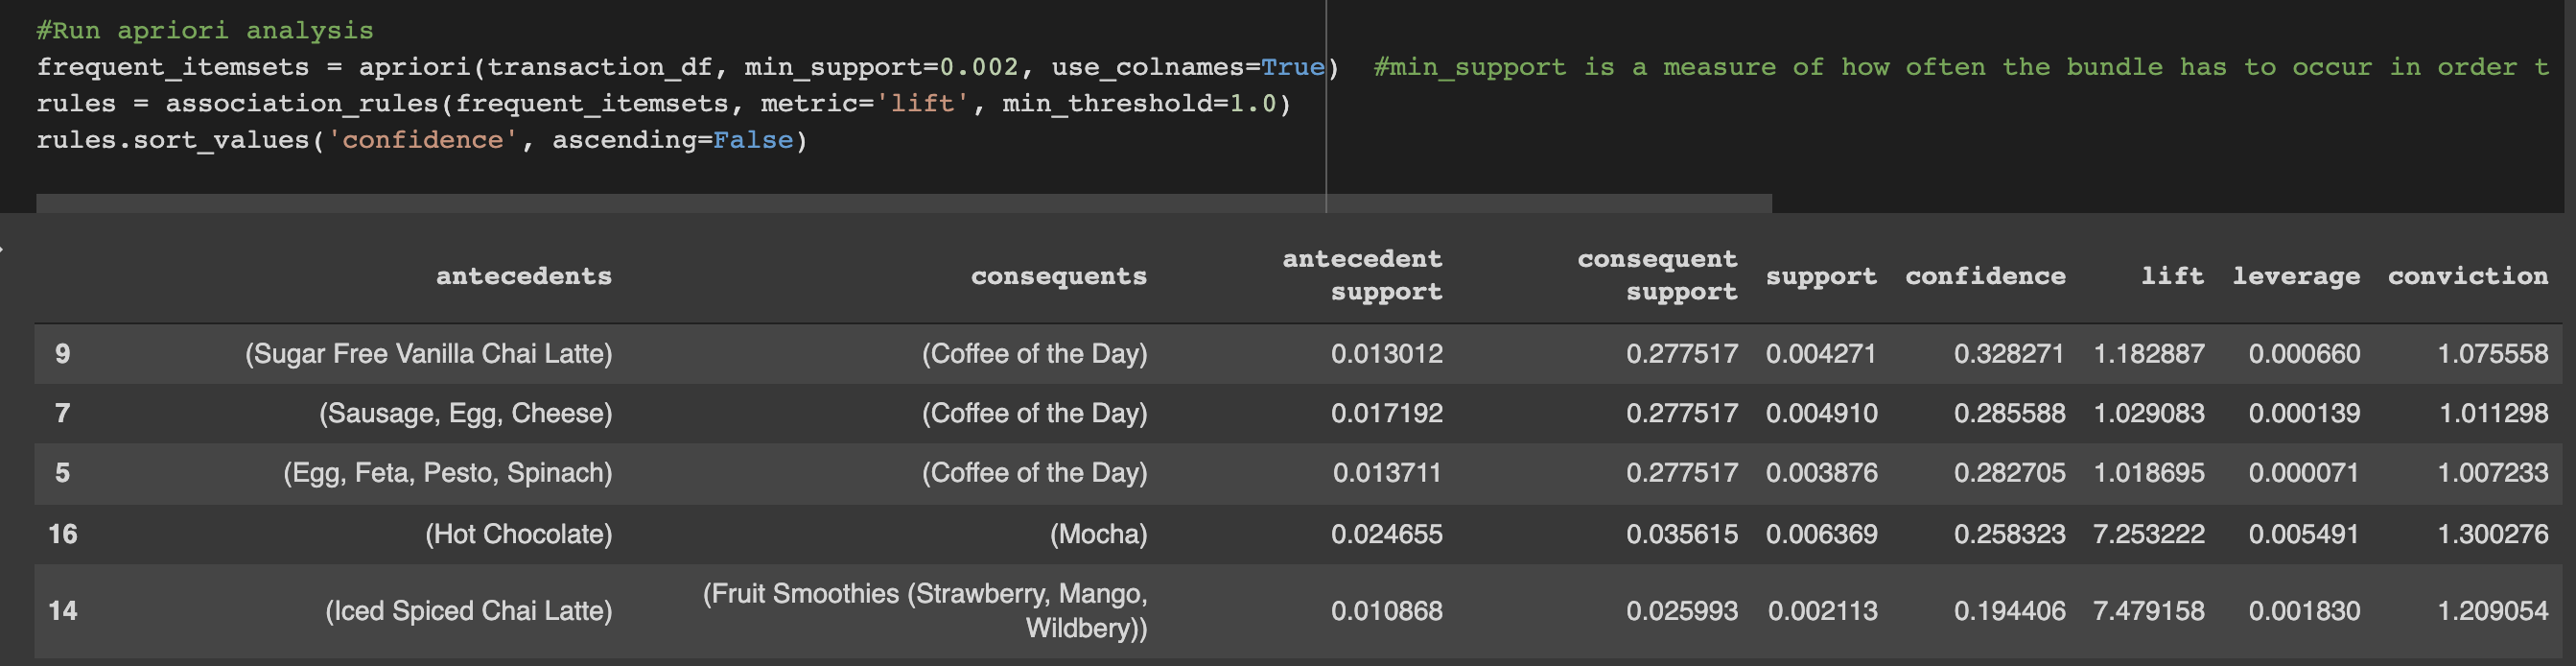 #Run apriori analysis
frequent_itemsets = apriori(transaction_df, min_support=0.002, use_colnames=True)  #min_support is a measure of how often the bundle has to occur in order t
rules = association_rules(frequent_itemsets, metric='lift', min_threshold=1.0)
rules.sort_values('confidence', ascending=False)
antecedents consequents antecedent support consequent support support confidence lift leverage conviction
9 (Sugar Free Vanilla Chai Latte) (Coffee of the Day) 0.013012 0.277517 0.004271 0.328271 1.182887 0.000660 1.075558
7 (Sausage, Egg, Cheese) (Coffee of the Day) 0.017192 0.277517 0.004910 0.285588 1.029083 0.000139 1.011298
5 (Egg, Feta, Pesto, Spinach) (Coffee of the Day) 0.013711 0.277517 0.003876 0.282705 1.018695 0.000071 1.007233
16 (Hot Chocolate) (Mocha) 0.024655 0.035615 0.006369 0.258323 7.253222 0.005491 1.300276
14 (Iced Spiced Chai Latte) (Fruit Smoothies (Strawberry, Mango, Wildbery)) 0.010868 0.025993 0.002113 0.194406 7.479158 0.001830 1.209054